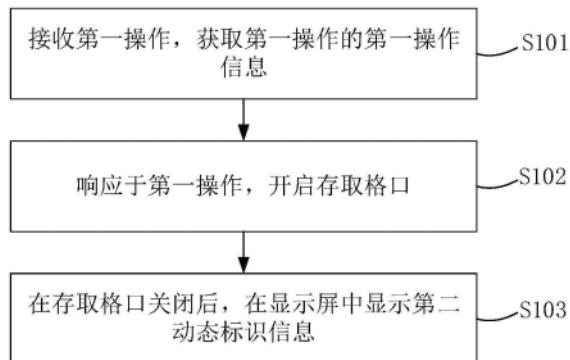 接收第一操作，获取第一操作的第一操作
信息
S101
响应于第一操作，开启存取格口
S102
在存取格口关闭后，在显示屏中显示第二
动态标识信息
S103